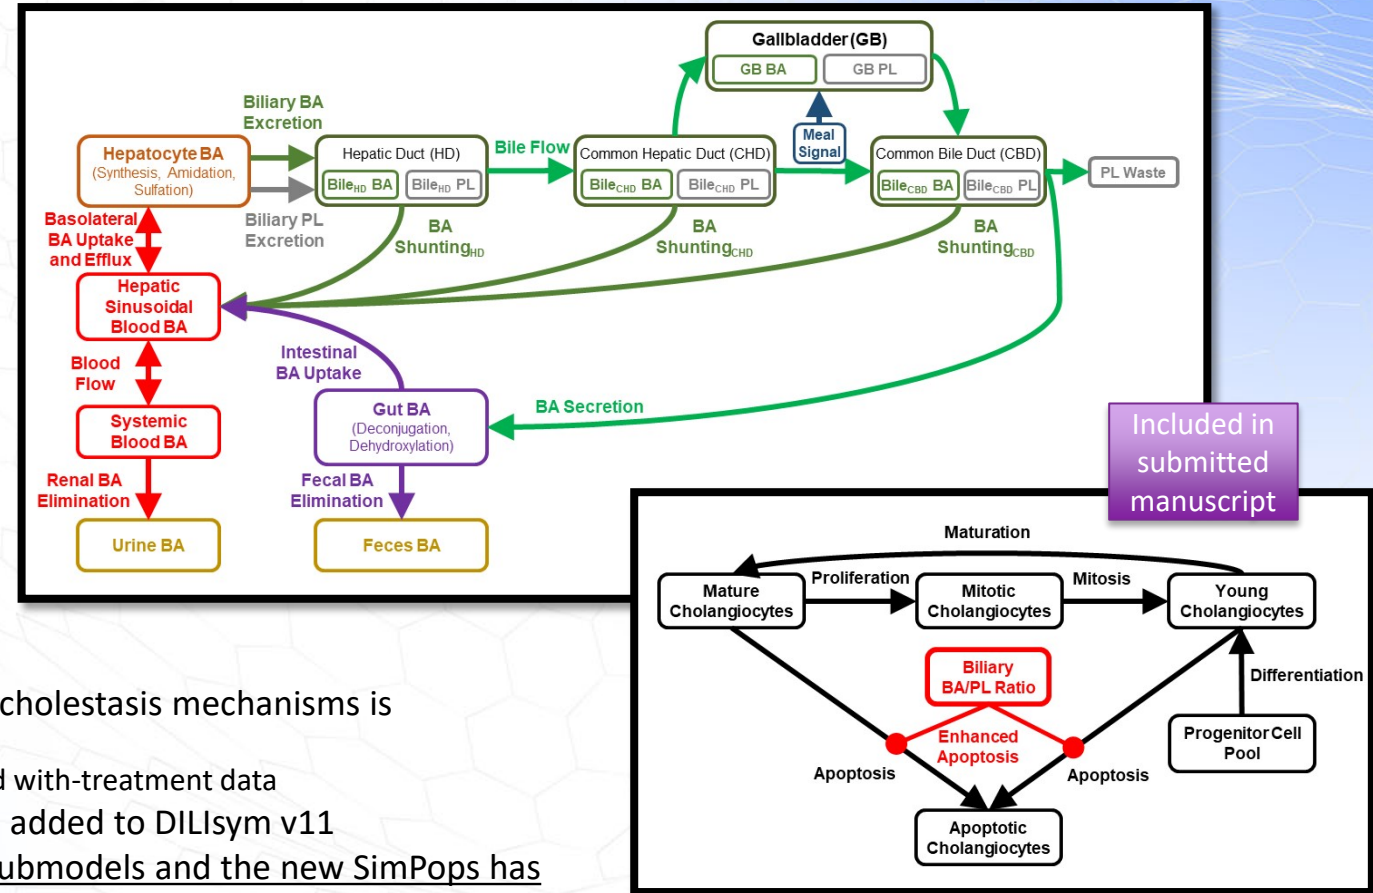 Gallbladder (GB)
GB BA
GB PL
Biliary BA
Excretion
Meal
Signal
Hepatocyte BA
(Synthesis, Amidation,
Sulfation)
Hepatic Duct (HD)
BileHD BA
BileHD PL
Bile Flow
Common Hepatic Duct (CHD)
BileCHD BA
BileCHD PL
Common Bile Duct (CBD)
BileCBD BA
BileCBD PL
PL Waste
Basolateral
BA Uptake
and Efflux
Biliary PL
Excretion
BA
ShuntingHD
BA
ShuntingCHD
BA
ShuntingCBD
Hepatic
Sinusoidal
Blood BA
Blood
Flow
Intestinal
BA Uptake
Systemic
Blood BA
Gut BA
(Deconjugation,
Dehydroxylation)
BA Secretion
Renal BA
Elimination
Fecal BA
Elimination
Urine BA
Feces BA
Included in
submitted
manuscript
Maturation
Mature
Cholangiocytes
Proliferation
Mitotic
Cholangiocytes
Mitosis
Young
Cholangiocytes
Biliary
BA/PL Ratio
Differentiation
Enhanced
Apoptosis
Progenitor Cell
Pool
Apoptosis
Apoptosis
Apoptotic
Cholangiocytes
cholestasis mechanisms is
d with-treatment data
added to DILIsym v11
submodels and the new SimPops has